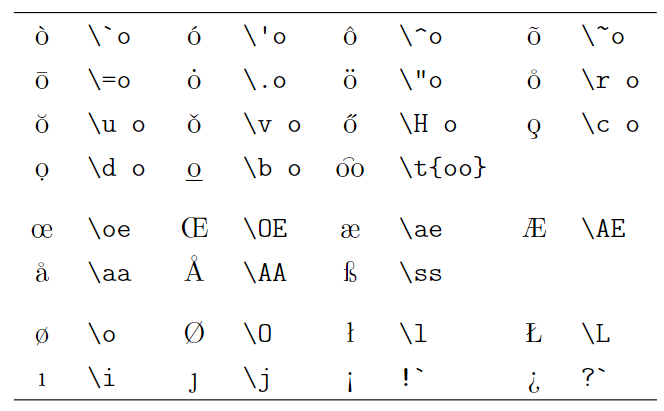 ò \`o ó \'o ô \^o õ \~o
ō \=o ȯ \.o ö \"o o̊ \r o
ŏ \u o ǒ \v o ő \H o o̧ \c o
ọ \d o o̲ \b o o͡o \t{oo}
œ \oe Œ \OE æ \ae Æ \AE
å \aa Å \AA ß \ss
ø \o Ø \O ł \l Ł \L
ı \i ȷ \j ¡ !` ¿ ?`